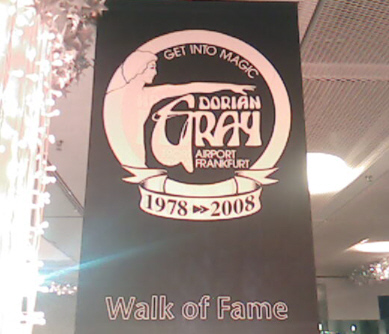 GET INTO MAGIC
DORIAN
GRAY
AIRPORT
FRANKFURT
1978 ▸▸ 2008
Walk of Fame